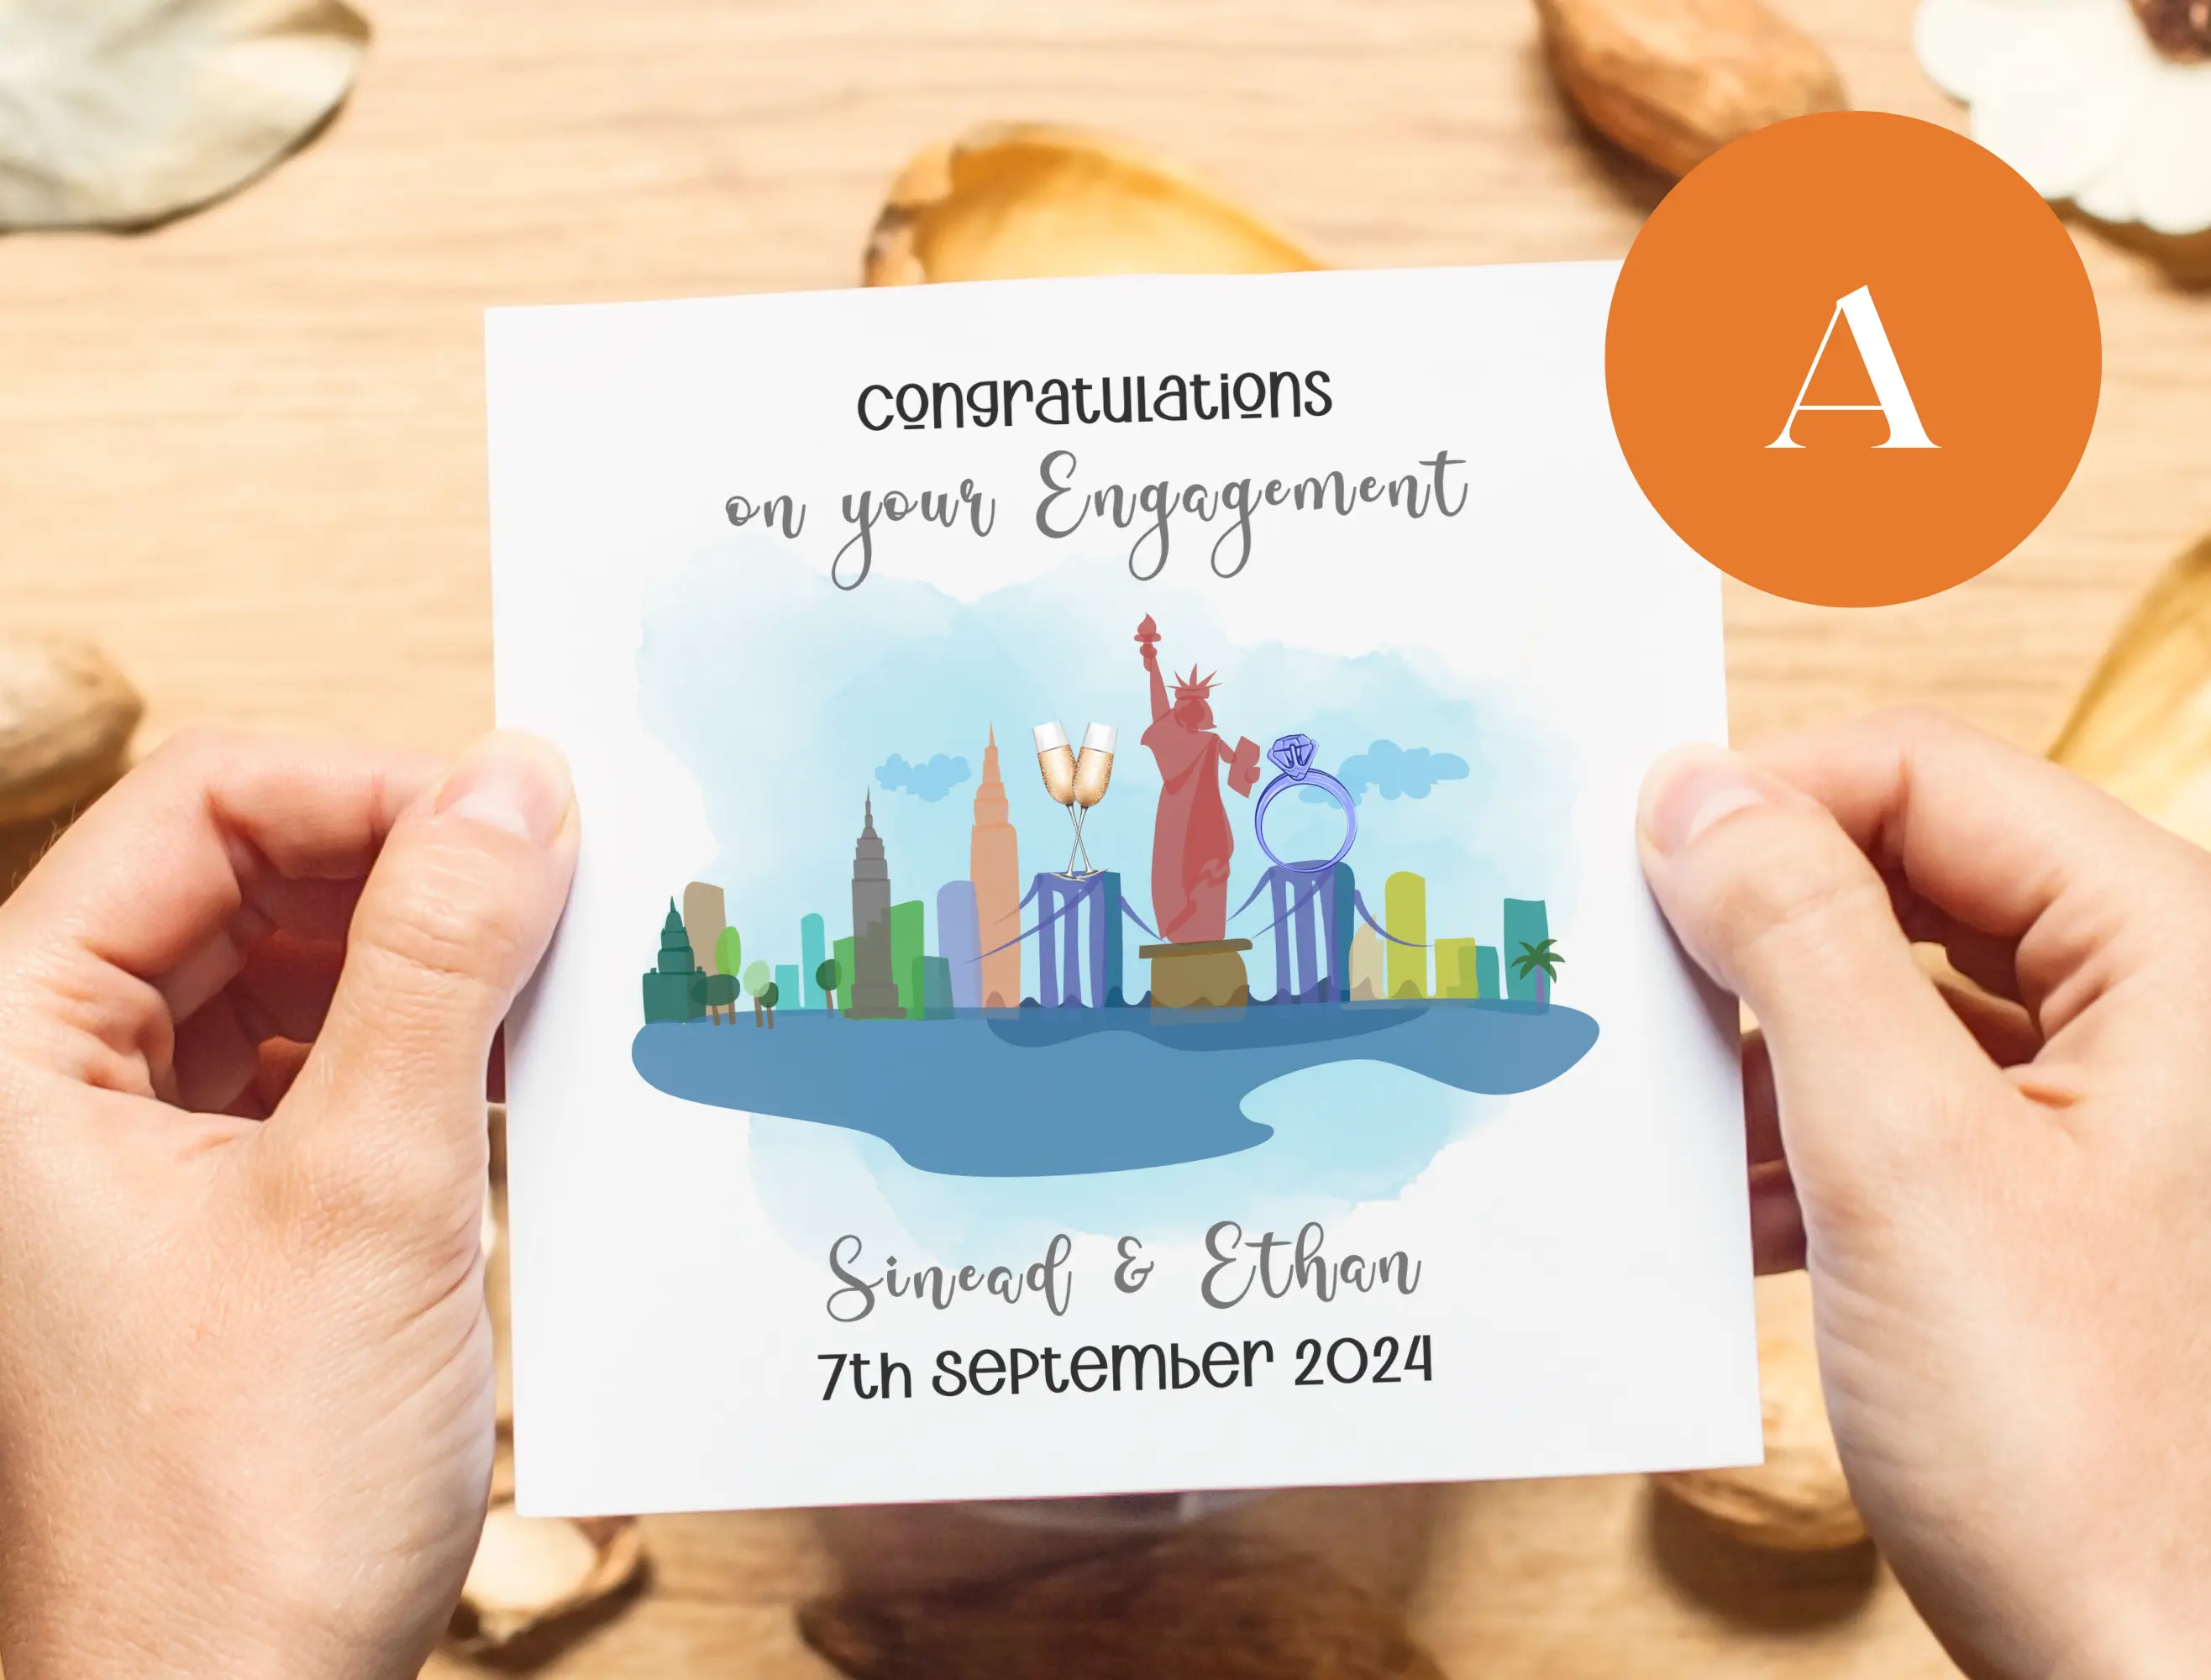 congratulations
on your Engagement
Sinead & Ethan
7th September 2024
A